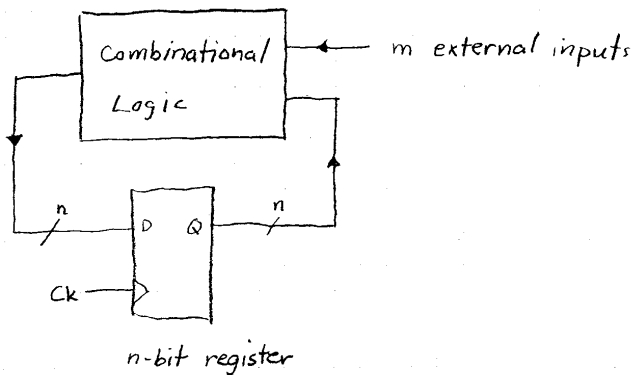 Combinational
Logic
m external inputs
n
n
D Q
Ck
n-bit register